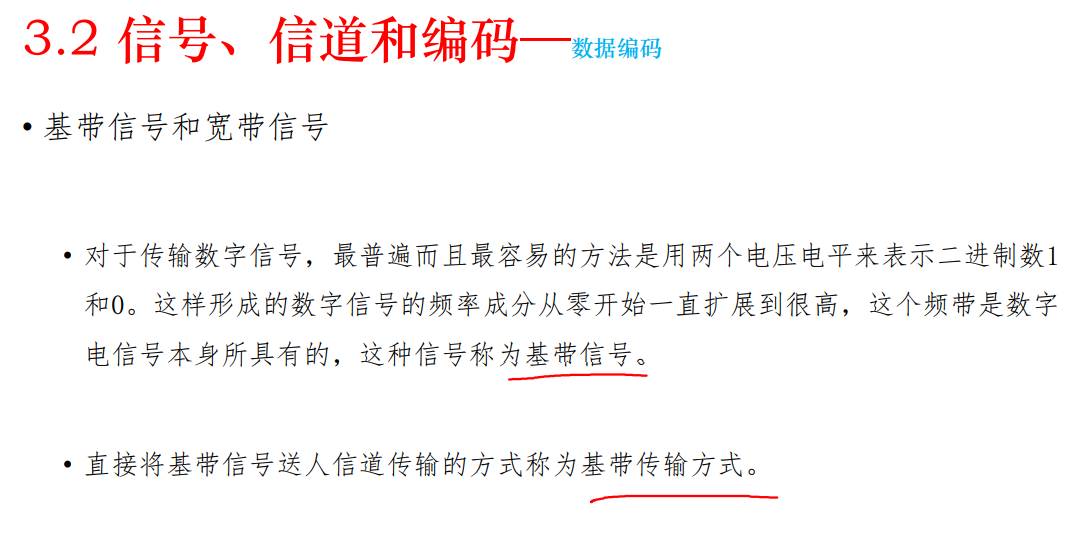 3.2 信号、信道和编码—数据编码
• 基带信号和宽带信号
• 对于传输数字信号，最普遍而且最容易的方法是用两个电压电平来表示二进制数1
和0。这样形成的数字信号的频率成分从零开始一直扩展到很高，这个频带是数字
电信号本身所具有的，这种信号称为基带信号。
• 直接将基带信号送人信道传输的方式称为基带传输方式。